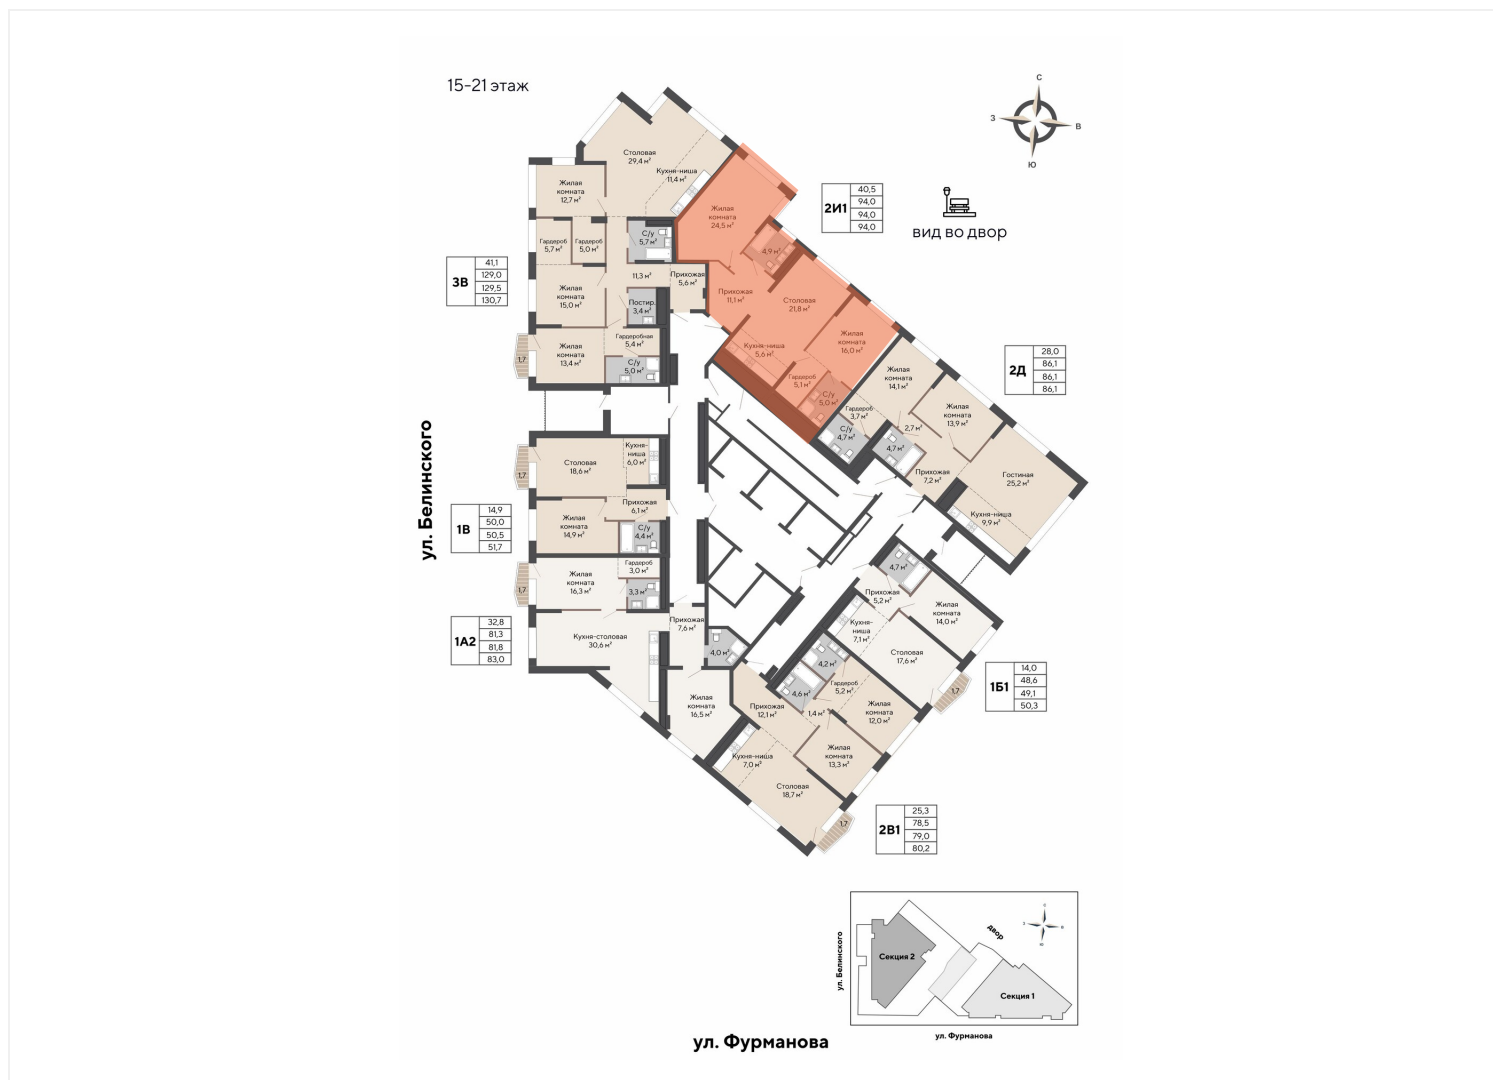 15-21 этаж
С
З
В
Ю
Столовая
29,4 м²
Кухня-ниша
11,4 м²
Жилая
комната
12,7 м²
Жилая
комната
24,5 м²
2И1
40,5
94,0
94,0
94,0
вид во двор
С/у
5,7 м²
4,9 м²
Гардероб
5,7 м²
Гардероб
5,0 м²
3В
41,1
129,0
129,5
130,7
11,3 м²
Прихожая
5,6 м²
Жилая
комната
15,0 м²
Постир.
3,4 м²
Прихожая
11,1 м²
Столовая
21,8 м²
Жилая
комната
16,0 м²
Кухня-ниша
5,6 м²
Гардеробная
5,4 м²
Жилая
комната
13,4 м²
1,7
С/у
5,0 м²
Гардероб
5,1 м²
С/у
5,0 м²
2Д
28,0
86,1
86,1
86,1
Жилая
комната
14,1 м²
Жилая
комната
13,9 м²
Гардероб
3,7 м²
2,7 м²
С/у
4,7 м²
4,7 м²
Прихожая
7,2 м²
Гостиная
25,2 м²
Кухня-ниша
9,9 м²
ул. Белинского
Столовая
18,6 м²
Кухня-
ниша
6,0 м²
1,7
1В
14,9
50,0
50,5
51,7
Прихожая
6,1 м²
Жилая
комната
14,9 м²
С/у
4,4 м²
Гардероб
3,0 м²
Жилая
комната
16,3 м²
1,7
3,3 м²
1А2
32,8
81,3
81,8
83,0
Кухня-столовая
30,6 м²
Прихожая
7,6 м²
4,0 м²
Жилая
комната
16,5 м²
4,7 м²
Прихожая
5,2 м²
Жилая
комната
14,0 м²
Кухня-
ниша
7,1 м²
Столовая
17,6 м²
1,7
1Б1
14,0
48,6
49,1
50,3
4,2 м²
4,6 м²
Гардероб
5,2 м²
Прихожая
12,1 м²
1,4 м²
Жилая
комната
12,0 м²
Жилая
комната
13,3 м²
Кухня-ниша
7,0 м²
Столовая
18,7 м²
1,7
2В1
25,3
78,5
79,0
80,2
ул. Белинского
Секция 2
двор
С
З
В
Ю
Секция 1
ул. Фурманова
ул. Фурманова